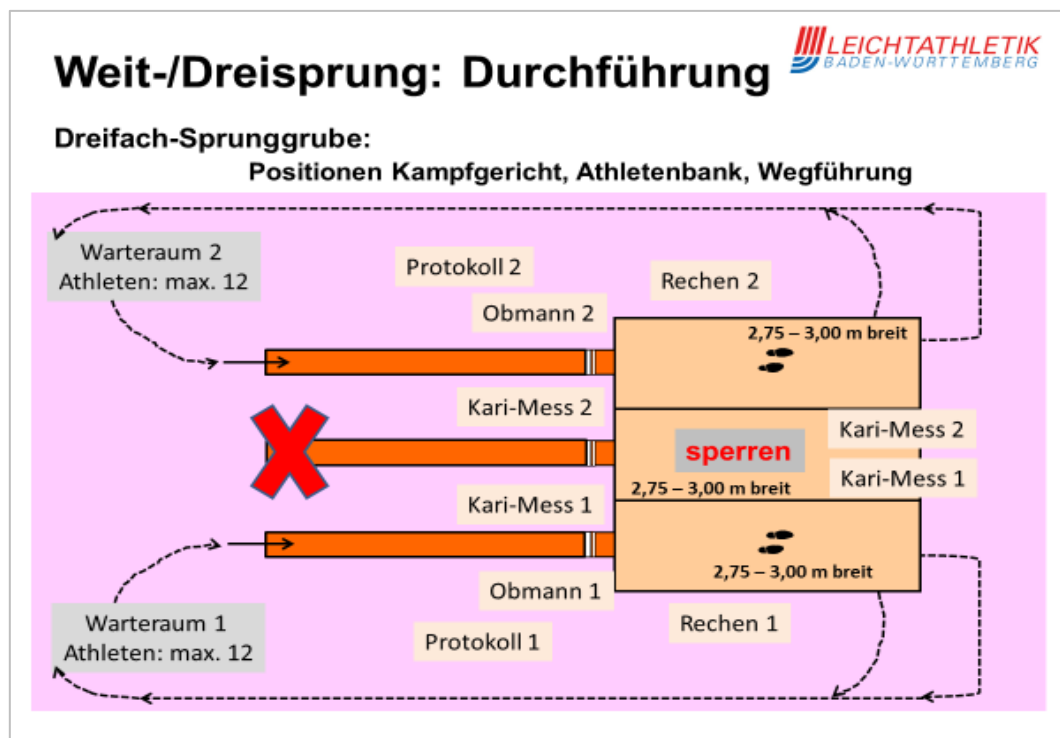 LEICHTATHLETIK
BADEN-WÜRTTEMBERG
Weit-/Dreisprung: Durchführung
Dreifach-Sprunggrube:
Positionen Kampfgericht, Athletenbank, Wegführung
Warteraum 2
Athleten: max. 12
Protokoll 2
Rechen 2
Obmann 2
2,75 – 3,00 m breit
Kari-Mess 2
Kari-Mess 2
sperren
Kari-Mess 1
2,75 – 3,00 m breit
Kari-Mess 1
2,75 – 3,00 m breit
Obmann 1
Warteraum 1
Athleten: max. 12
Rechen 1
Protokoll 1